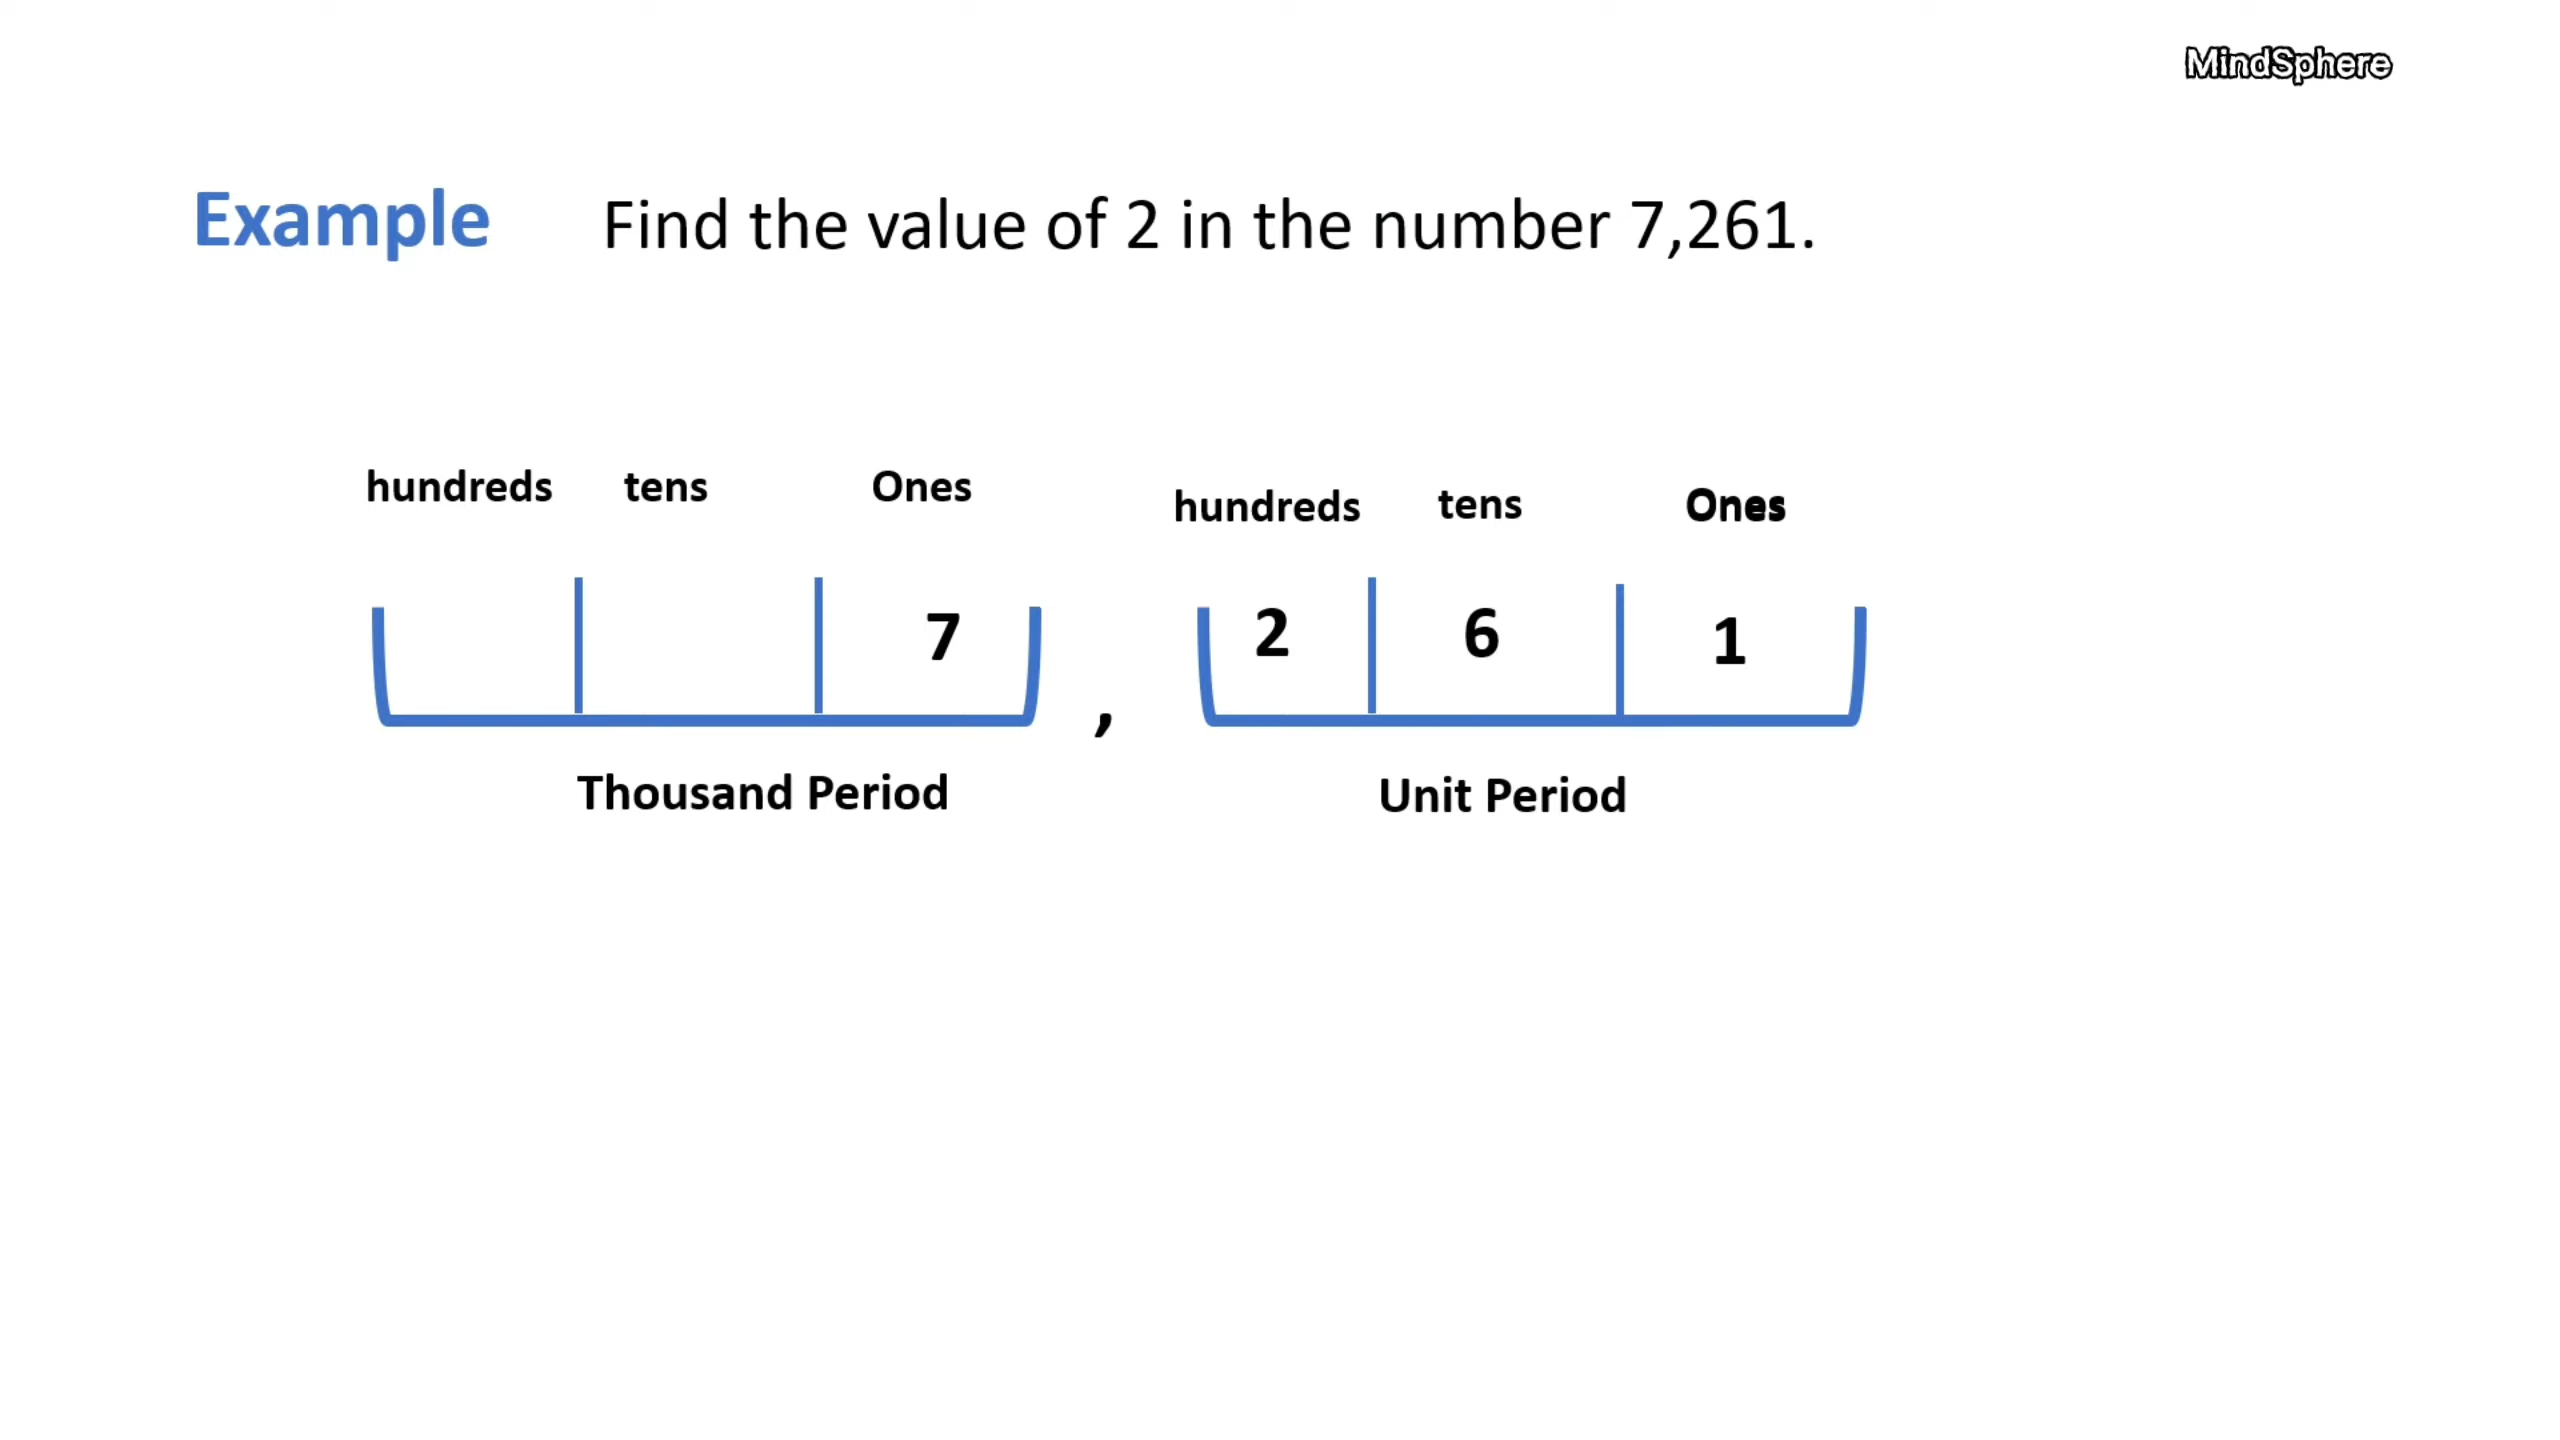 MindSphere
Example Find the value of 2 in the number 7,261.
hundreds tens Ones hundreds tens Ones
7 , 2 6 1
Thousand Period Unit Period